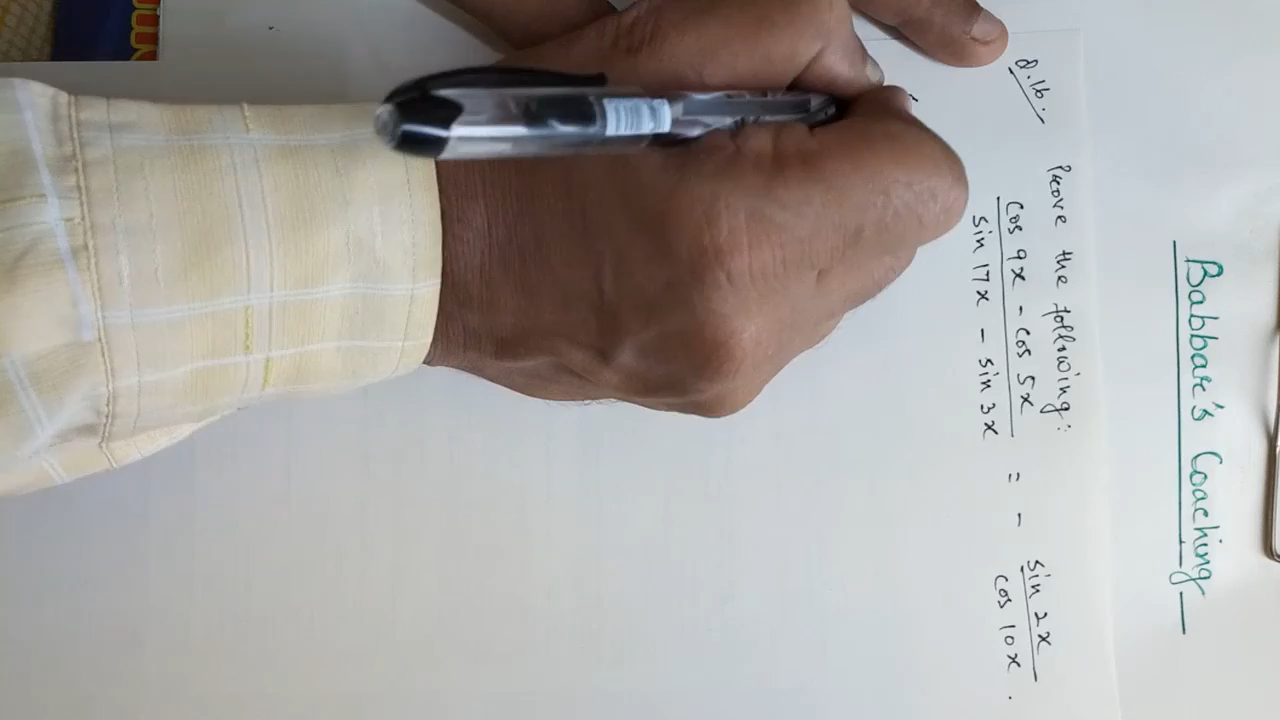 Babbar's Coaching
Q.16. Prove the following:
cos 9x - cos 5x
sin 17x - sin 3x
= - sin 2x
cos 10x .